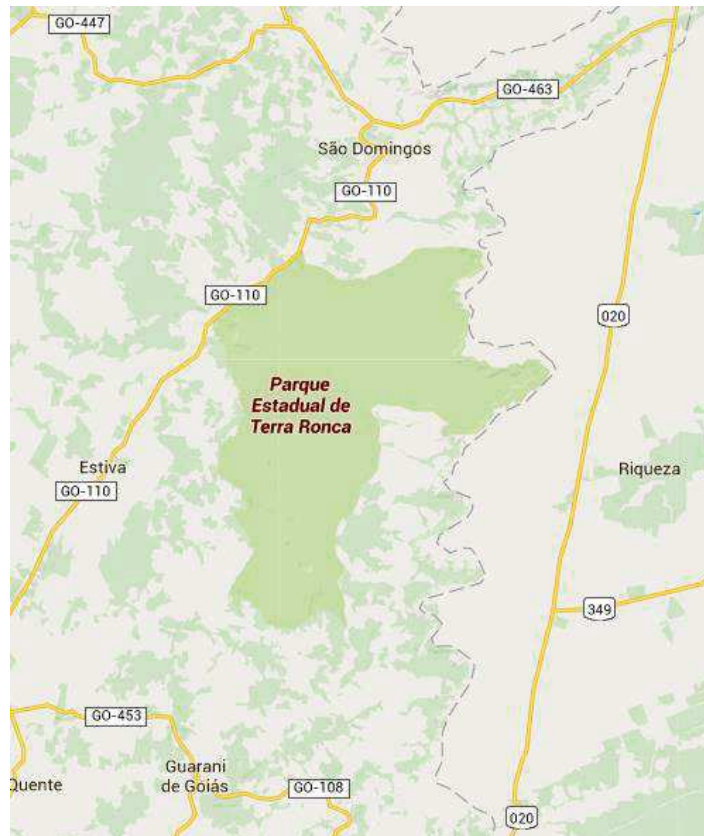 GO-447
GO-463
São Domingos
GO-110
GO-110
020
Parque
Estadual de
Terra Ronca
Estiva
Riqueza
GO-110
349
GO-453
Guarani
de Goiás
Quente
GO-108
020